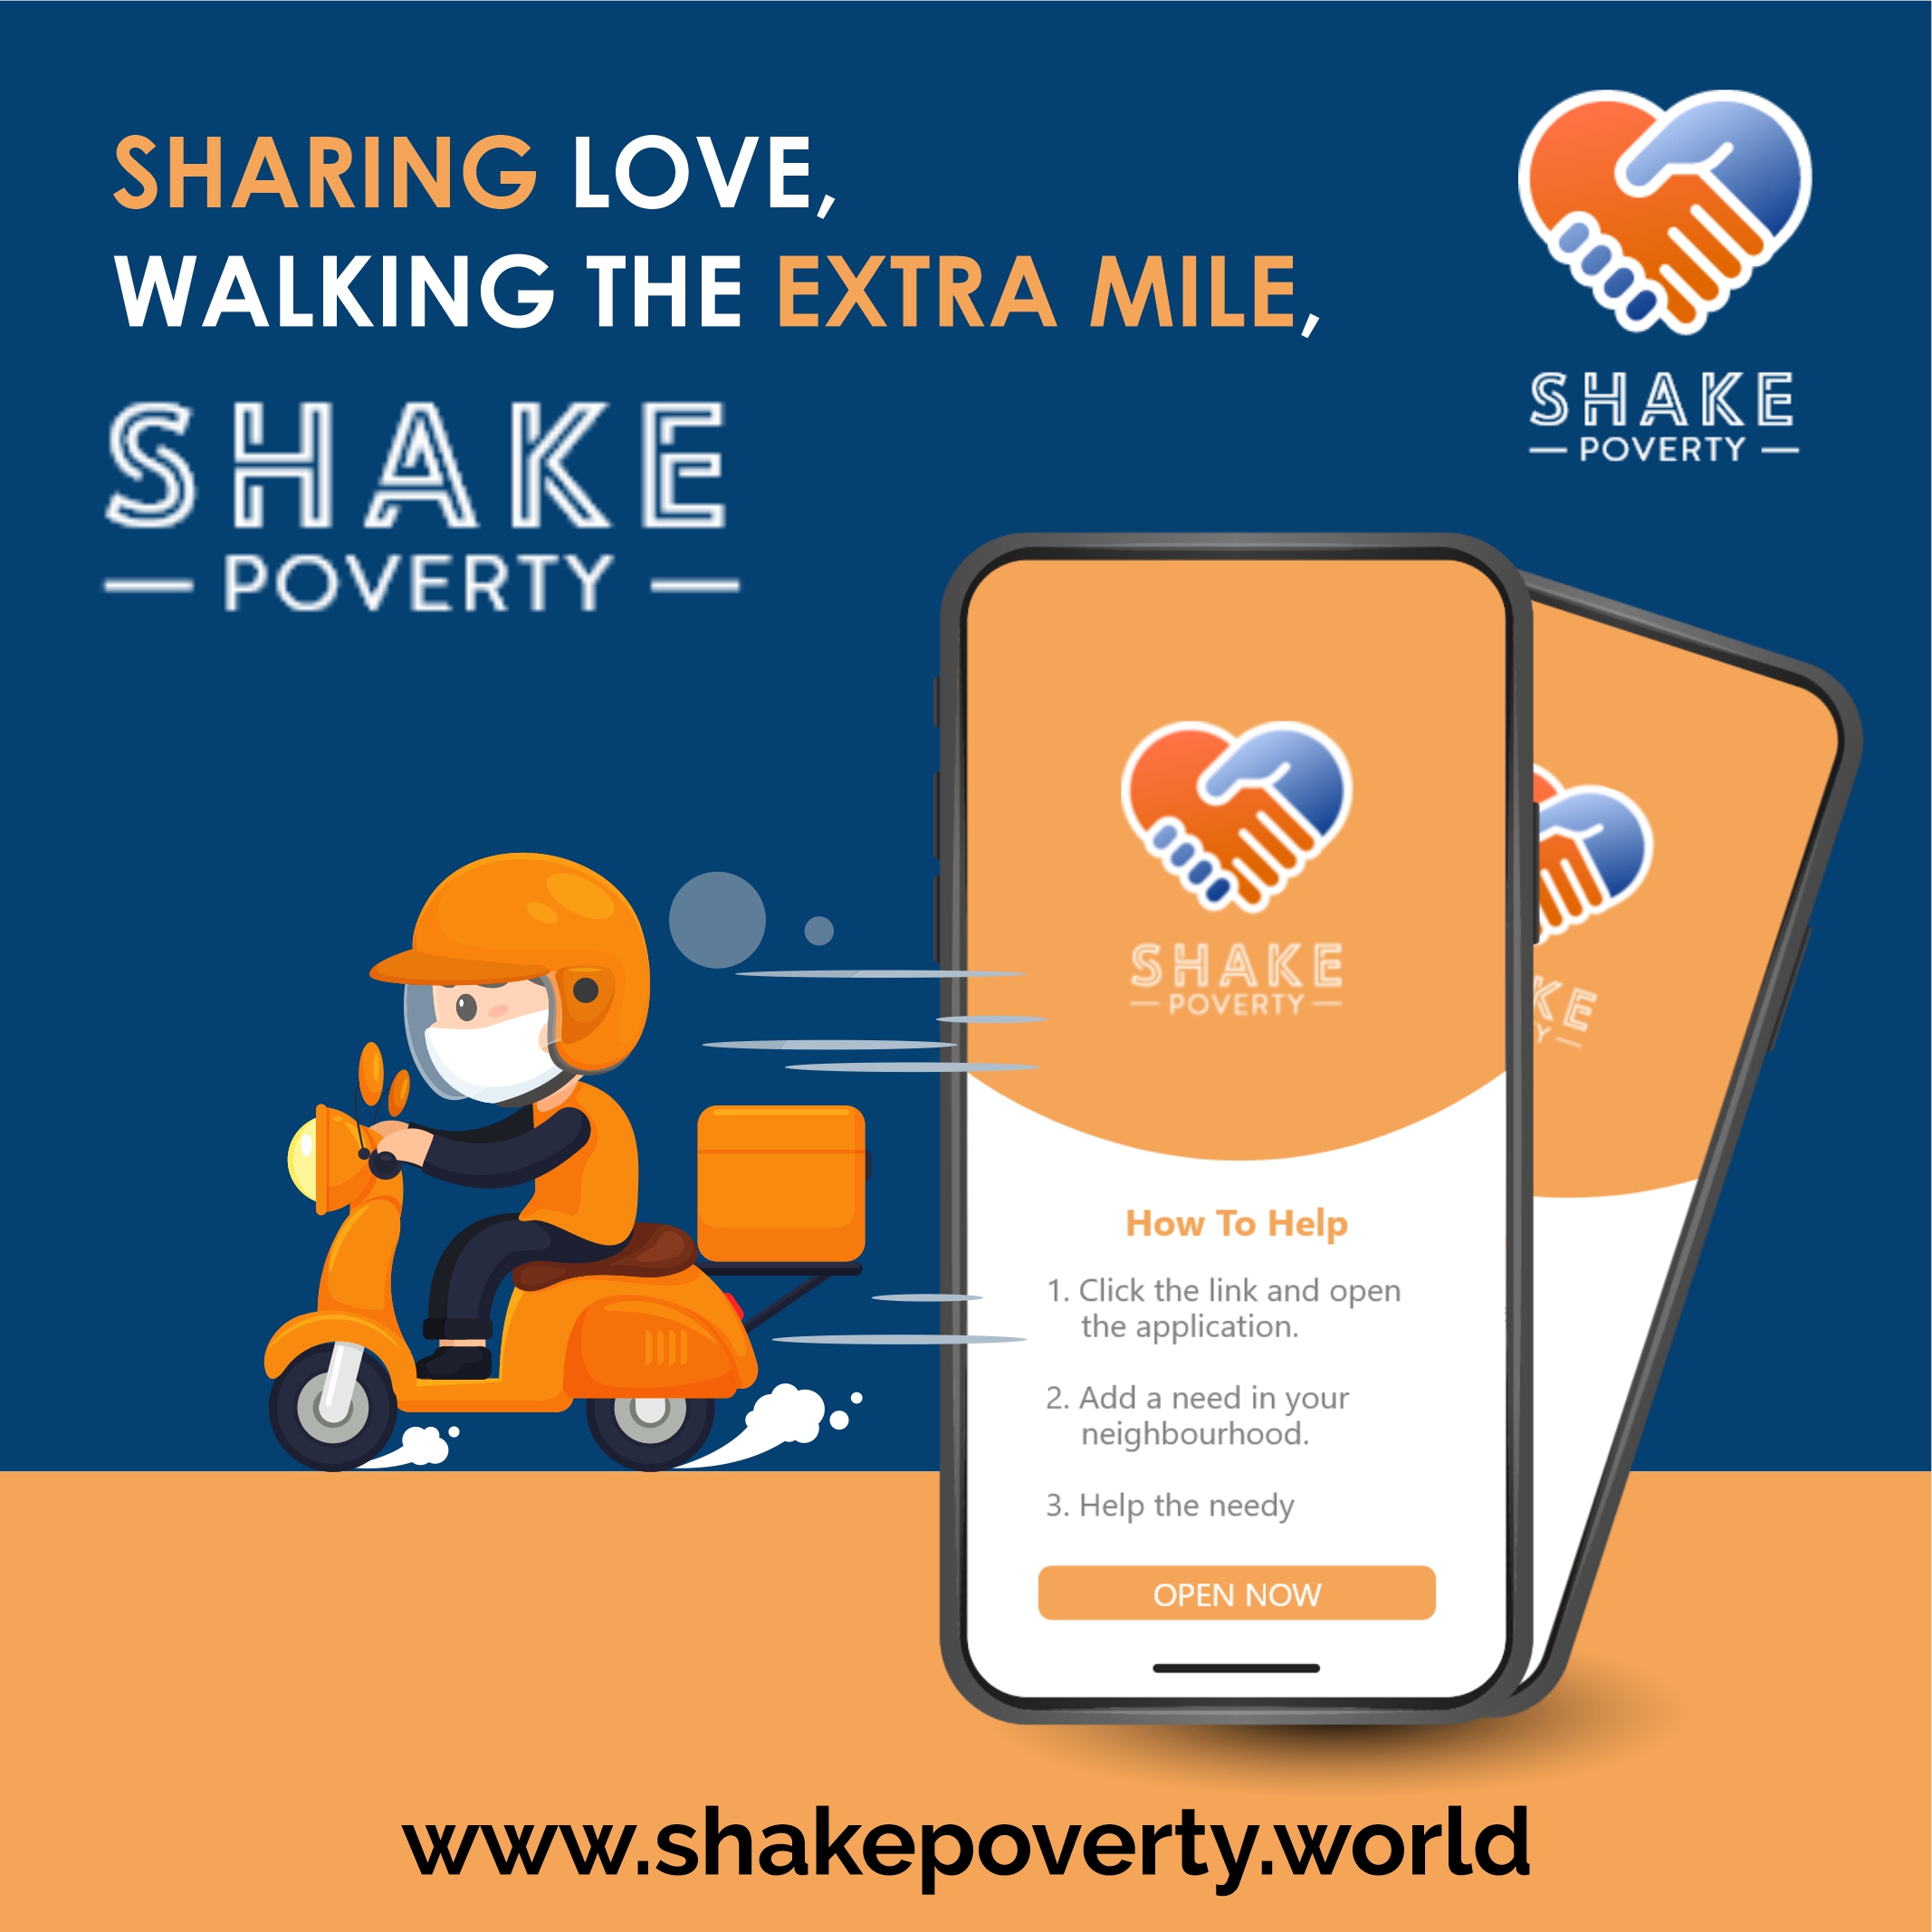 SHARING LOVE,
WALKING THE EXTRA MILE,
SHAKE
POVERTY
SHAKE
POVERTY
SHAKE
POVERTY
KE
Y
How To Help
1. Click the link and open
the application.
2. Add a need in your
neighbourhood.
3. Help the needy
OPEN NOW
www.shakepoverty.world